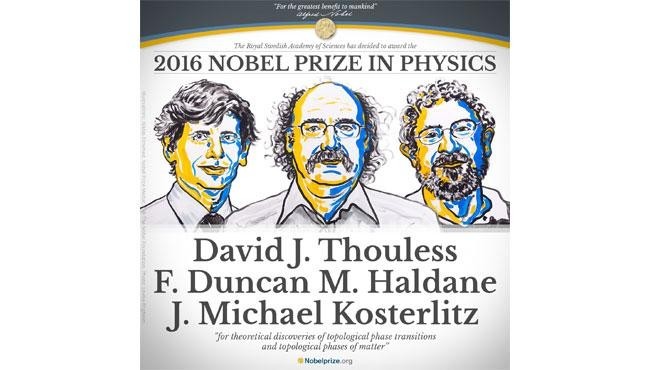 "For the greatest benefit to mankind"
Alfred Nobel
The Royal Swedish Academy of Sciences has decided to award the
2016 NOBEL PRIZE IN PHYSICS
David J. Thouless
F. Duncan M. Haldane
J. Michael Kosterlitz
"for theoretical discoveries of topological phase transitions
and topological phases of matter"
Nobelprize.org